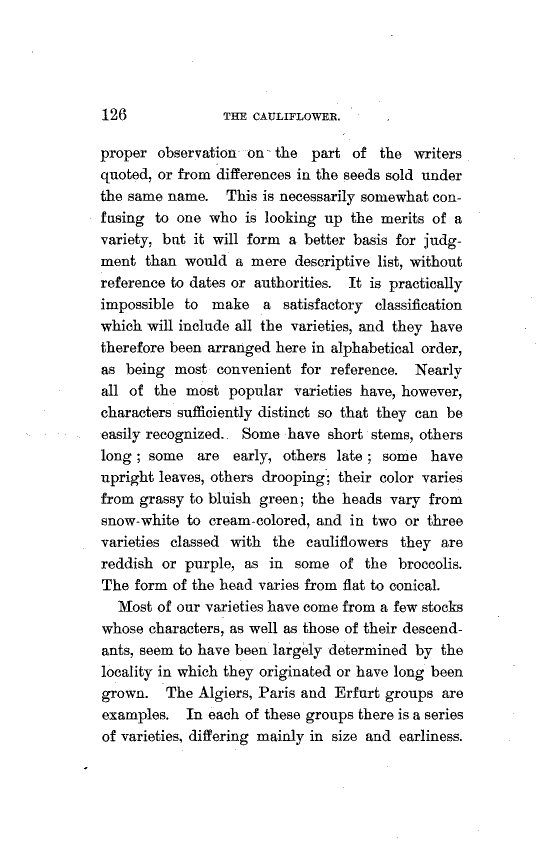 126 THE CAULIFLOWER.
proper observation on the part of the writers
quoted, or from differences in the seeds sold under
the same name. This is necessarily somewhat con-
fusing to one who is looking up the merits of a
variety, but it will form a better basis for judg-
ment than would a mere descriptive list, without
reference to dates or authorities. It is practically
impossible to make a satisfactory classification
which will include all the varieties, and they have
therefore been arranged here in alphabetical order,
as being most convenient for reference. Nearly
all of the most popular varieties have, however,
characters sufficiently distinct so that they can be
easily recognized. Some have short stems, others
long ; some are early, others late ; some have
upright leaves, others drooping; their color varies
from grassy to bluish green; the heads vary from
snow-white to cream-colored, and in two or three
varieties classed with the cauliflowers they are
reddish or purple, as in some of the broccolis.
The form of the head varies from flat to conical.
Most of our varieties have come from a few stocks
whose characters, as well as those of their descend-
ants, seem to have been largely determined by the
locality in which they originated or have long been
grown. The Algiers, Paris and Erfurt groups are
examples. In each of these groups there is a series
of varieties, differing mainly in size and earliness.